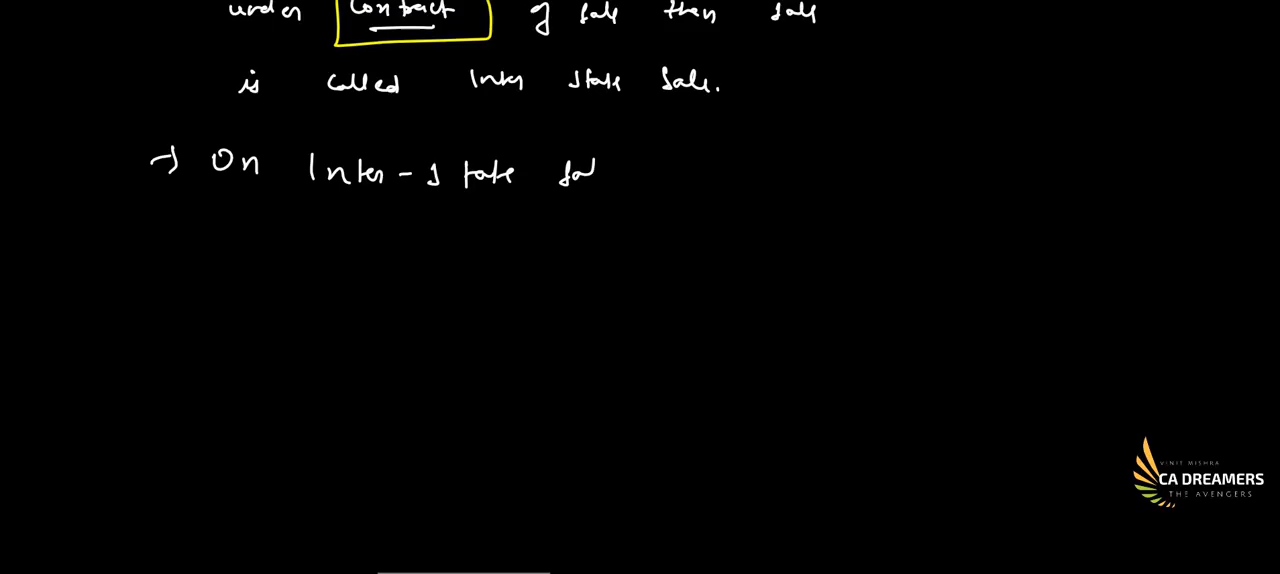 under contract of sale then sale
is called Inter state sale.
→ On Inter-state sal
VINIT MISHRA
CA DREAMERS
THE AVENGERS